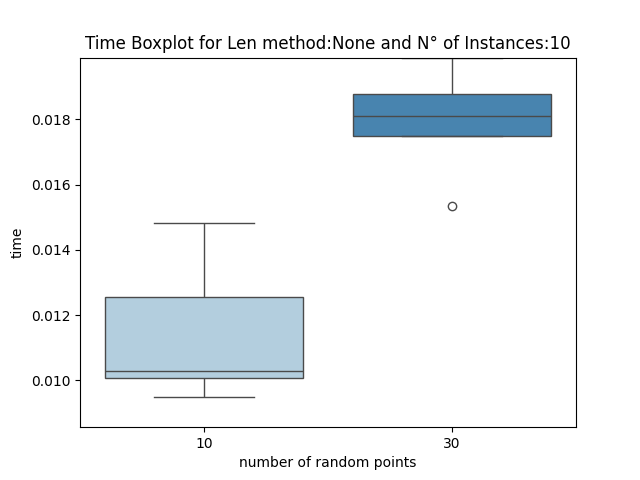 Time Boxplot for Len method:None and N° of Instances:10
time
0.018
0.016
0.014
0.012
0.010
10 30
number of random points